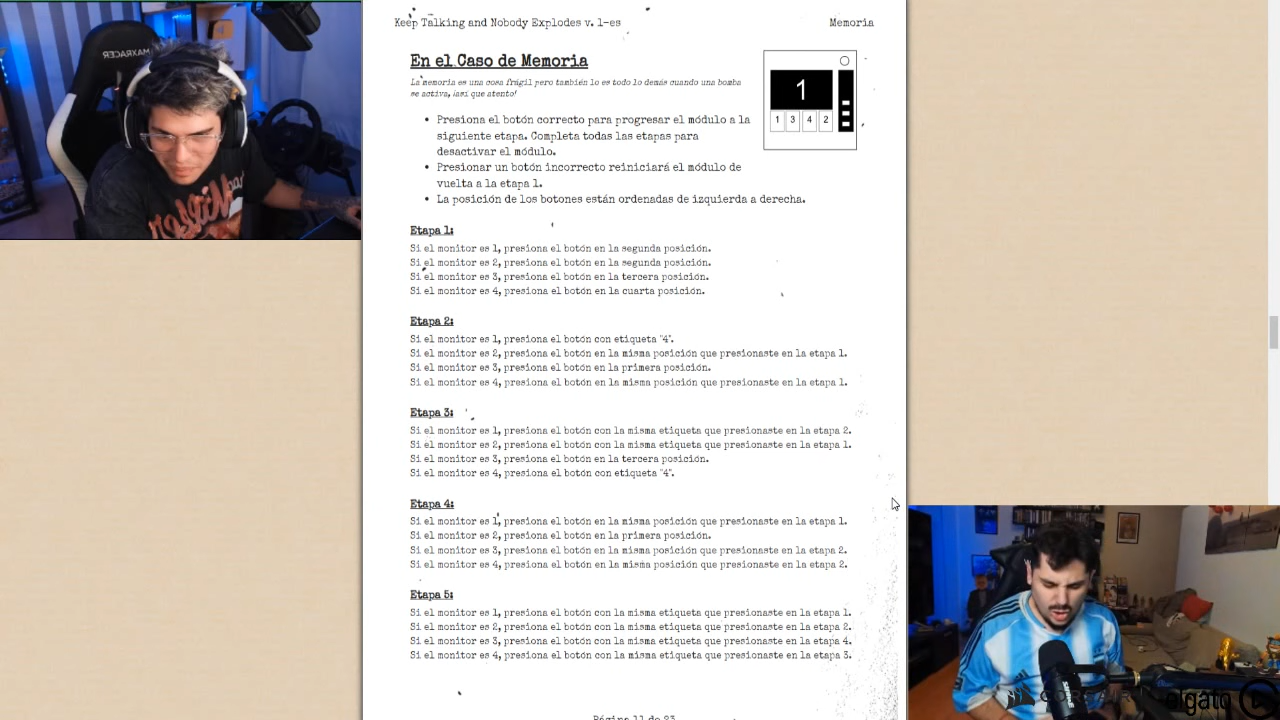 MAXRACER
Keep Talking and Nobody Explodes v. 1-es
Memoria
En el Caso de Memoria
La memoria es una cosa frágil pero también lo es todo lo demás cuando una bomba
se activa, ¡así que atento!
1
1 3 4 2
• Presiona el botón correcto para progresar el módulo a la
siguiente etapa. Completa todas las etapas para
desactivar el módulo.
• Presionar un botón incorrecto reiniciará el módulo de
vuelta a la etapa 1.
• La posición de los botones están ordenadas de izquierda a derecha.
Etapa 1:
Si el monitor es 1, presiona el botón en la segunda posición.
Si el monitor es 2, presiona el botón en la segunda posición.
Si el monitor es 3, presiona el botón en la tercera posición.
Si el monitor es 4, presiona el botón en la cuarta posición.
Etapa 2:
Si el monitor es 1, presiona el botón con etiqueta "4".
Si el monitor es 2, presiona el botón en la misma posición que presionaste en la etapa 1.
Si el monitor es 3, presiona el botón en la primera posición.
Si el monitor es 4, presiona el botón en la misma posición que presionaste en la etapa 1.
Etapa 3:
Si el monitor es 1, presiona el botón con la misma etiqueta que presionaste en la etapa 2.
Si el monitor es 2, presiona el botón con la misma etiqueta que presionaste en la etapa 1.
Si el monitor es 3, presiona el botón en la tercera posición.
Si el monitor es 4, presiona el botón con etiqueta "4".
Etapa 4:
Si el monitor es 1, presiona el botón en la misma posición que presionaste en la etapa 1.
Si el monitor es 2, presiona el botón en la primera posición.
Si el monitor es 3, presiona el botón en la misma posición que presionaste en la etapa 2.
Si el monitor es 4, presiona el botón en la misma posición que presionaste en la etapa 2.
Etapa 5:
Si el monitor es 1, presiona el botón con la misma etiqueta que presionaste en la etapa 1.
Si el monitor es 2, presiona el botón con la misma etiqueta que presionaste en la etapa 2.
Si el monitor es 3, presiona el botón con la misma etiqueta que presionaste en la etapa 4.
Si el monitor es 4, presiona el botón con la misma etiqueta que presionaste en la etapa 3.
Página 11 de 23
CORSAIR
elgato